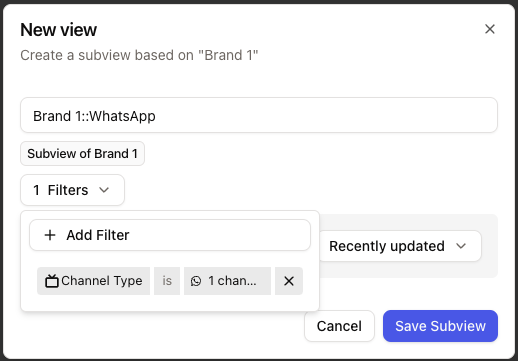 New view
Create a subview based on "Brand 1"
Brand 1::WhatsApp
Subview of Brand 1
1 Filters
Add Filter
Recently updated
Channel Type is 1 chan...
Cancel Save Subview